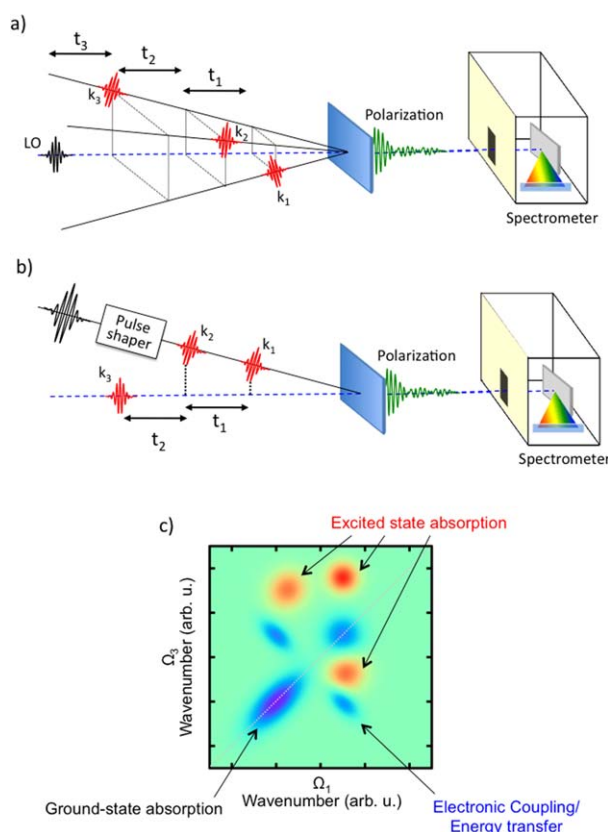 a)
t3
t2
t1
k3
k2
k1
LO
Polarization
Spectrometer
b)
Pulse
shaper
k2
k1
k3
t2
t1
Polarization
Spectrometer
c)
Excited state absorption
Ω3
Wavenumber (arb. u.)
Ω1
Wavenumber (arb. u.)
Ground-state absorption
Electronic Coupling/
Energy transfer